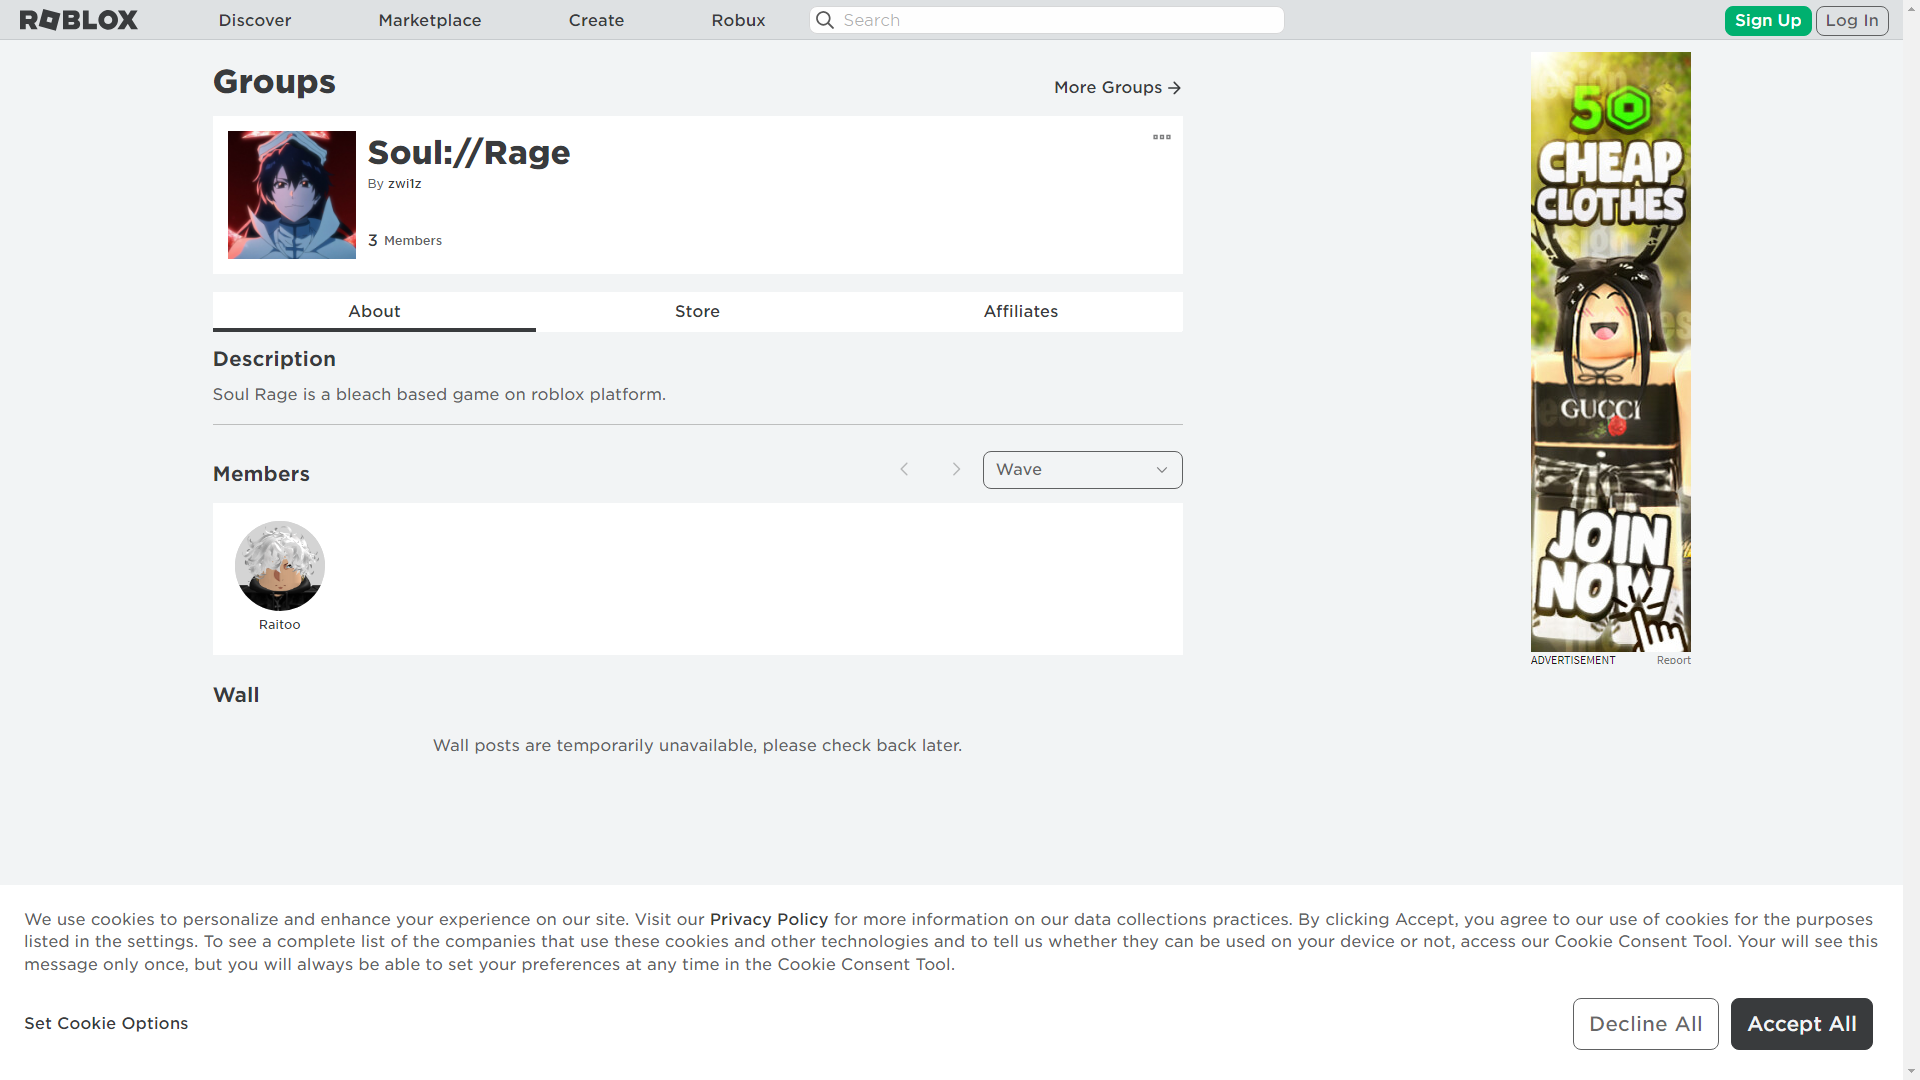 ROBLOX
Discover
Marketplace
Create
Robux
Search
Sign Up
Log In
Groups
More Groups
Soul://Rage
By zwi1z
3 Members
About
Store
Affiliates
Description
Soul Rage is a bleach based game on roblox platform.
Members
Wave
Raitoo
Wall
Wall posts are temporarily unavailable, please check back later.
50
CHEAP
CLOTHES
GUCCI
JOIN
NOW
ADVERTISEMENT
Report
We use cookies to personalize and enhance your experience on our site. Visit our Privacy Policy for more information on our data collections practices. By clicking Accept, you agree to our use of cookies for the purposes
listed in the settings. To see a complete list of the companies that use these cookies and other technologies and to tell us whether they can be used on your device or not, access our Cookie Consent Tool. Your will see this
message only once, but you will always be able to set your preferences at any time in the Cookie Consent Tool.
Set Cookie Options
Decline All
Accept All